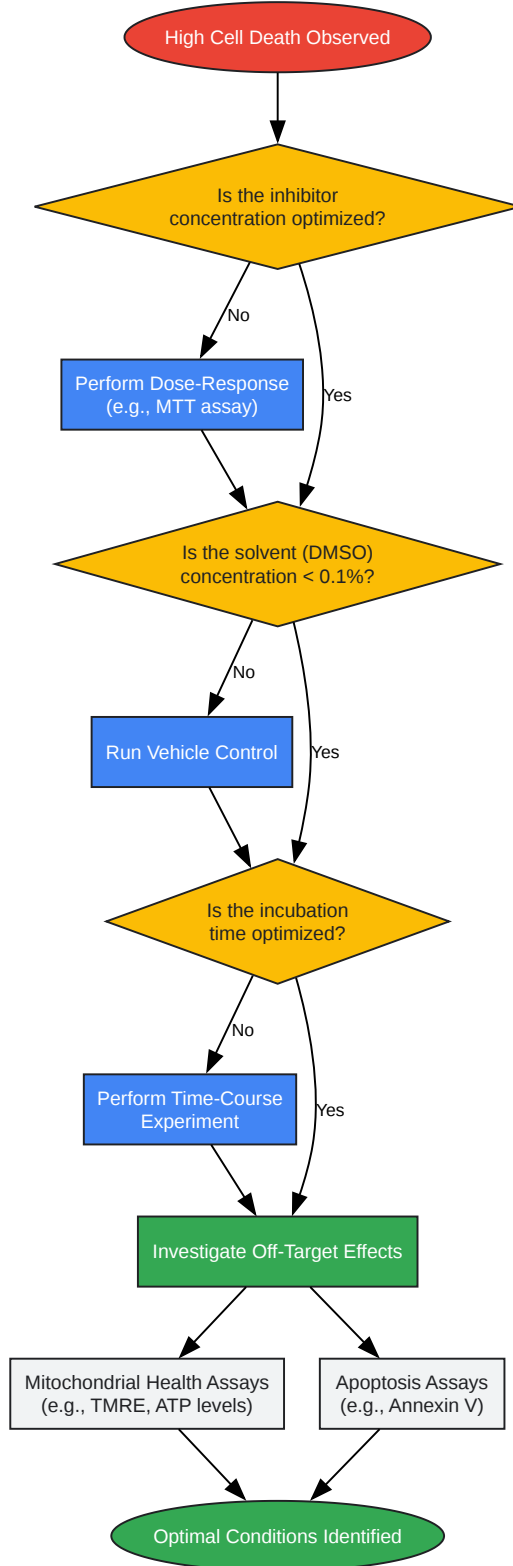 High Cell Death Observed
Is the inhibitor
concentration optimized?
No
Yes
Perform Dose-Response
(e.g., MTT assay)
Is the solvent (DMSO)
concentration < 0.1%?
No
Yes
Run Vehicle Control
Is the incubation
time optimized?
No
Yes
Perform Time-Course
Experiment
Investigate Off-Target Effects
Mitochondrial Health Assays
(e.g., TMRE, ATP levels)
Apoptosis Assays
(e.g., Annexin V)
Optimal Conditions Identified